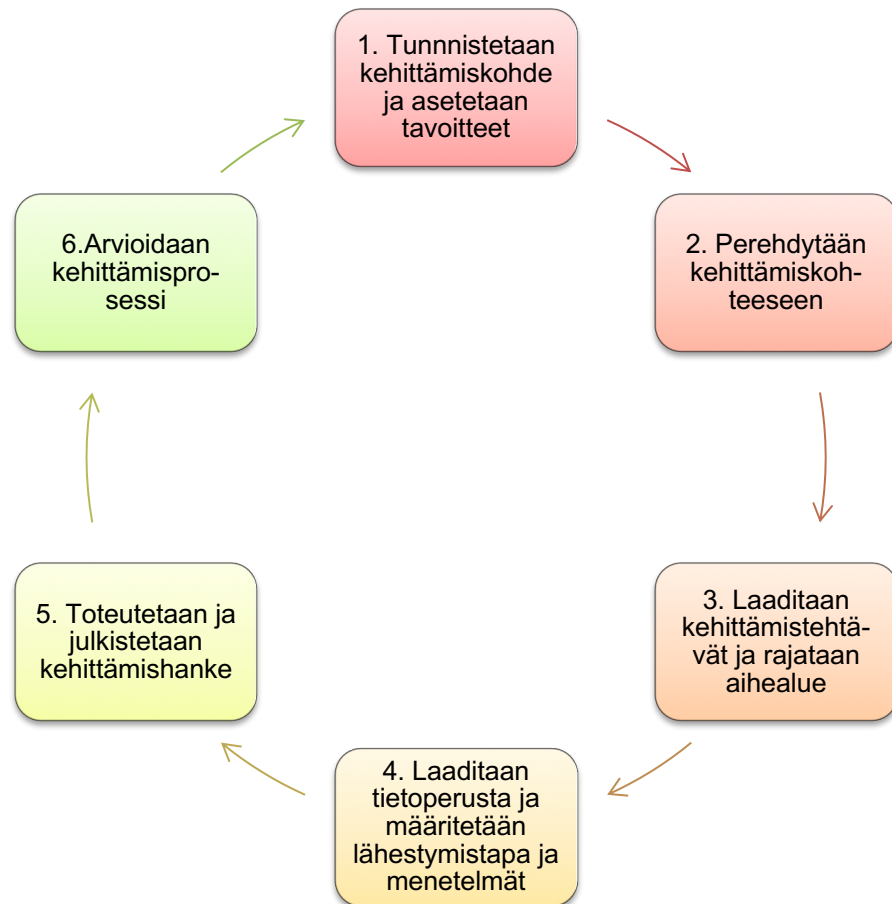 1. Tunnnistetaan
kehittämiskohde
ja asetetaan
tavoitteet
2. Perehdytään
kehittämiskoh-
teeseen
3. Laaditaan
kehittämistehtä-
vät ja rajataan
aihealue
4. Laaditaan
tietoperusta ja
määritetään
lähestymistapa ja
menetelmät
5. Toteutetaan ja
julkistetaan
kehittämishanke
6.Arvioidaan
kehittämispro-
sessi